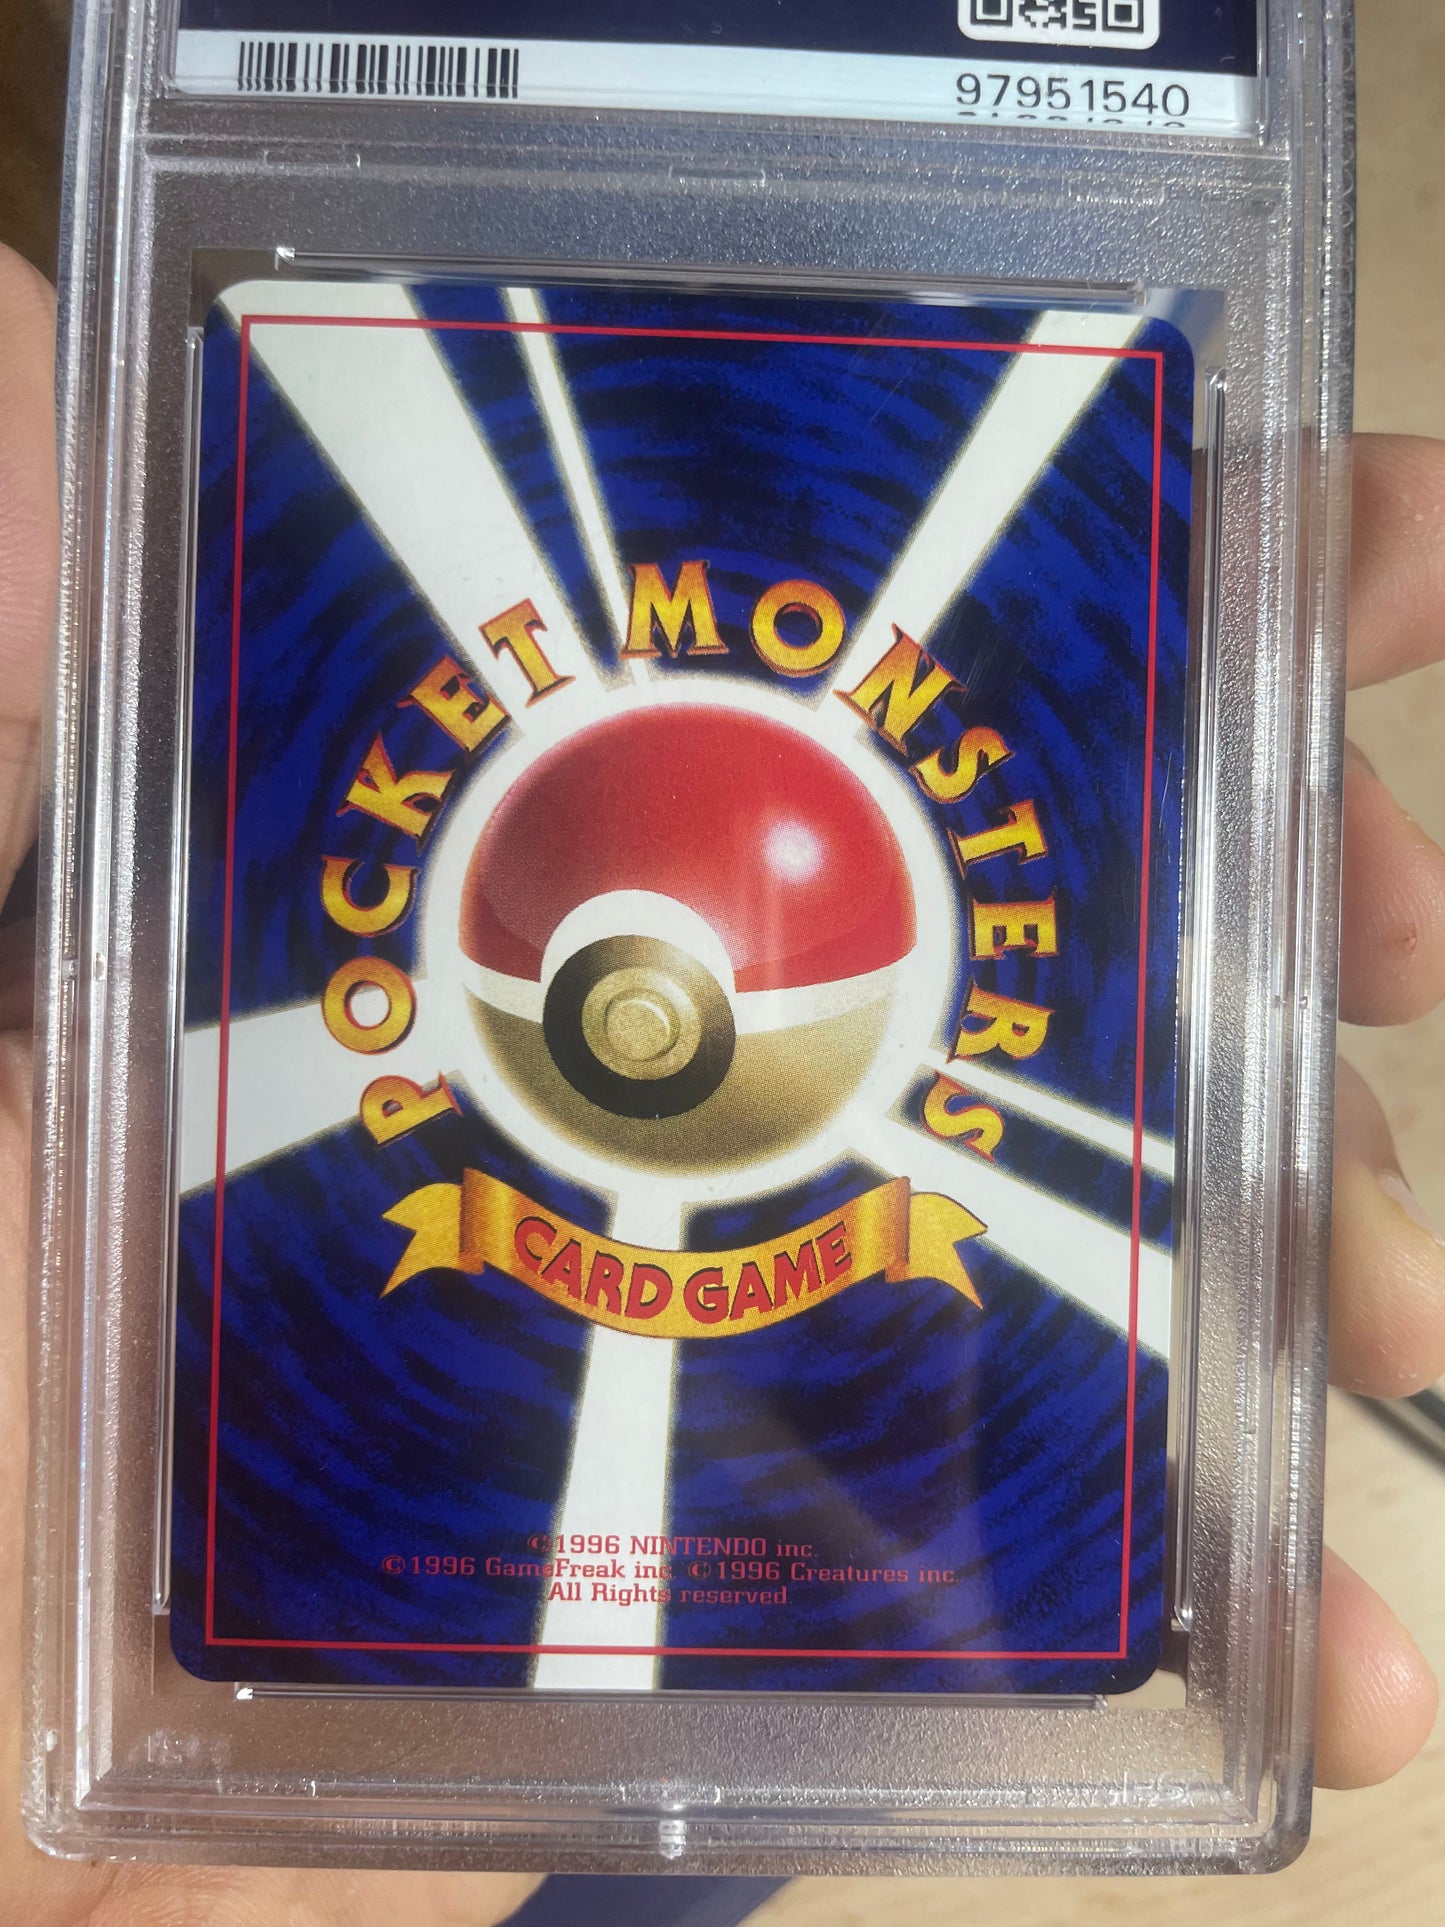 97951540
POCKET MONSTERS
CARD GAME
©1996 NINTENDO inc.
©1996 GameFreak inc. ©1996 Creatures inc.
All Rights reserved.